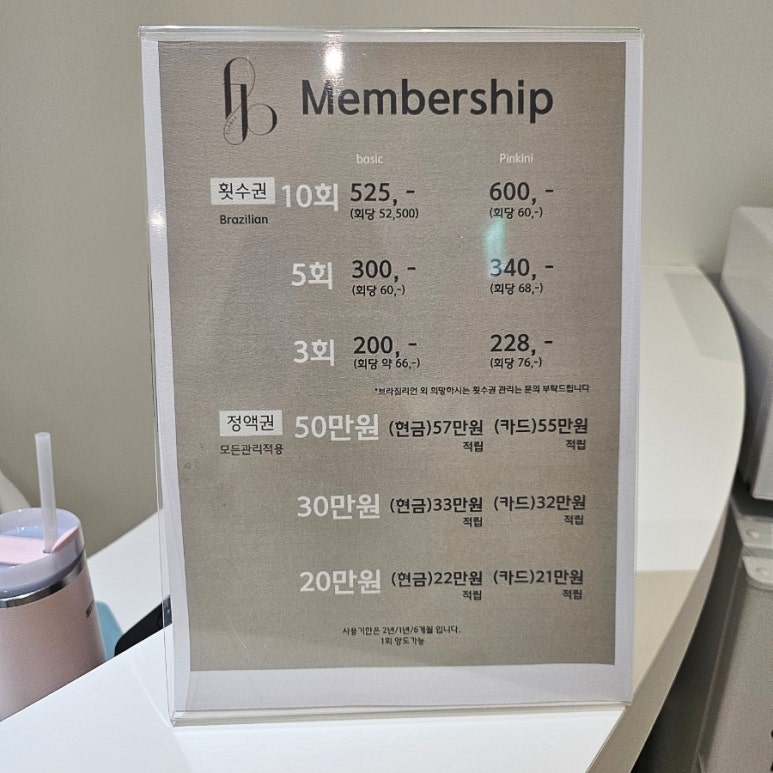 Membership
basic Pinkini
횟수권 10회 525, - 600, -
Brazilian (회당 52,500) (회당 60,-)
5회 300, - 340, -
(회당 60,-) (회당 68,-)
3회 200, - 228, -
(회당 약 66,-) (회당 76,-)
*브라질리언 외 희망하시는 횟수권 관리는 문의 부탁드립니다
정액권 50만원 (현금)57만원 (카드)55만원
모든관리적용 적립 적립
30만원 (현금)33만원 (카드)32만원
적립 적립
20만원 (현금)22만원 (카드)21만원
적립 적립
사용기한은 2년/1년/6개월 입니다.
1회 양도가능